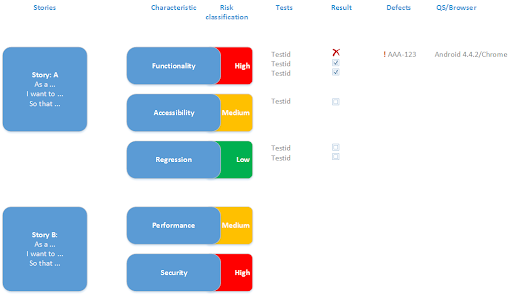 Stories Characteristic Risk classification Tests Result Defects QS/Browser
Story: A
As a ...
I want to ...
So that ...
Functionality High
Testid ! AAA-123 Android 4.4.2/Chrome
Testid
Testid
Accessibility Medium
Testid
Regression Low
Testid
Testid
Story B:
As a ...
I want to ...
So that ...
Performance Medium
Security High